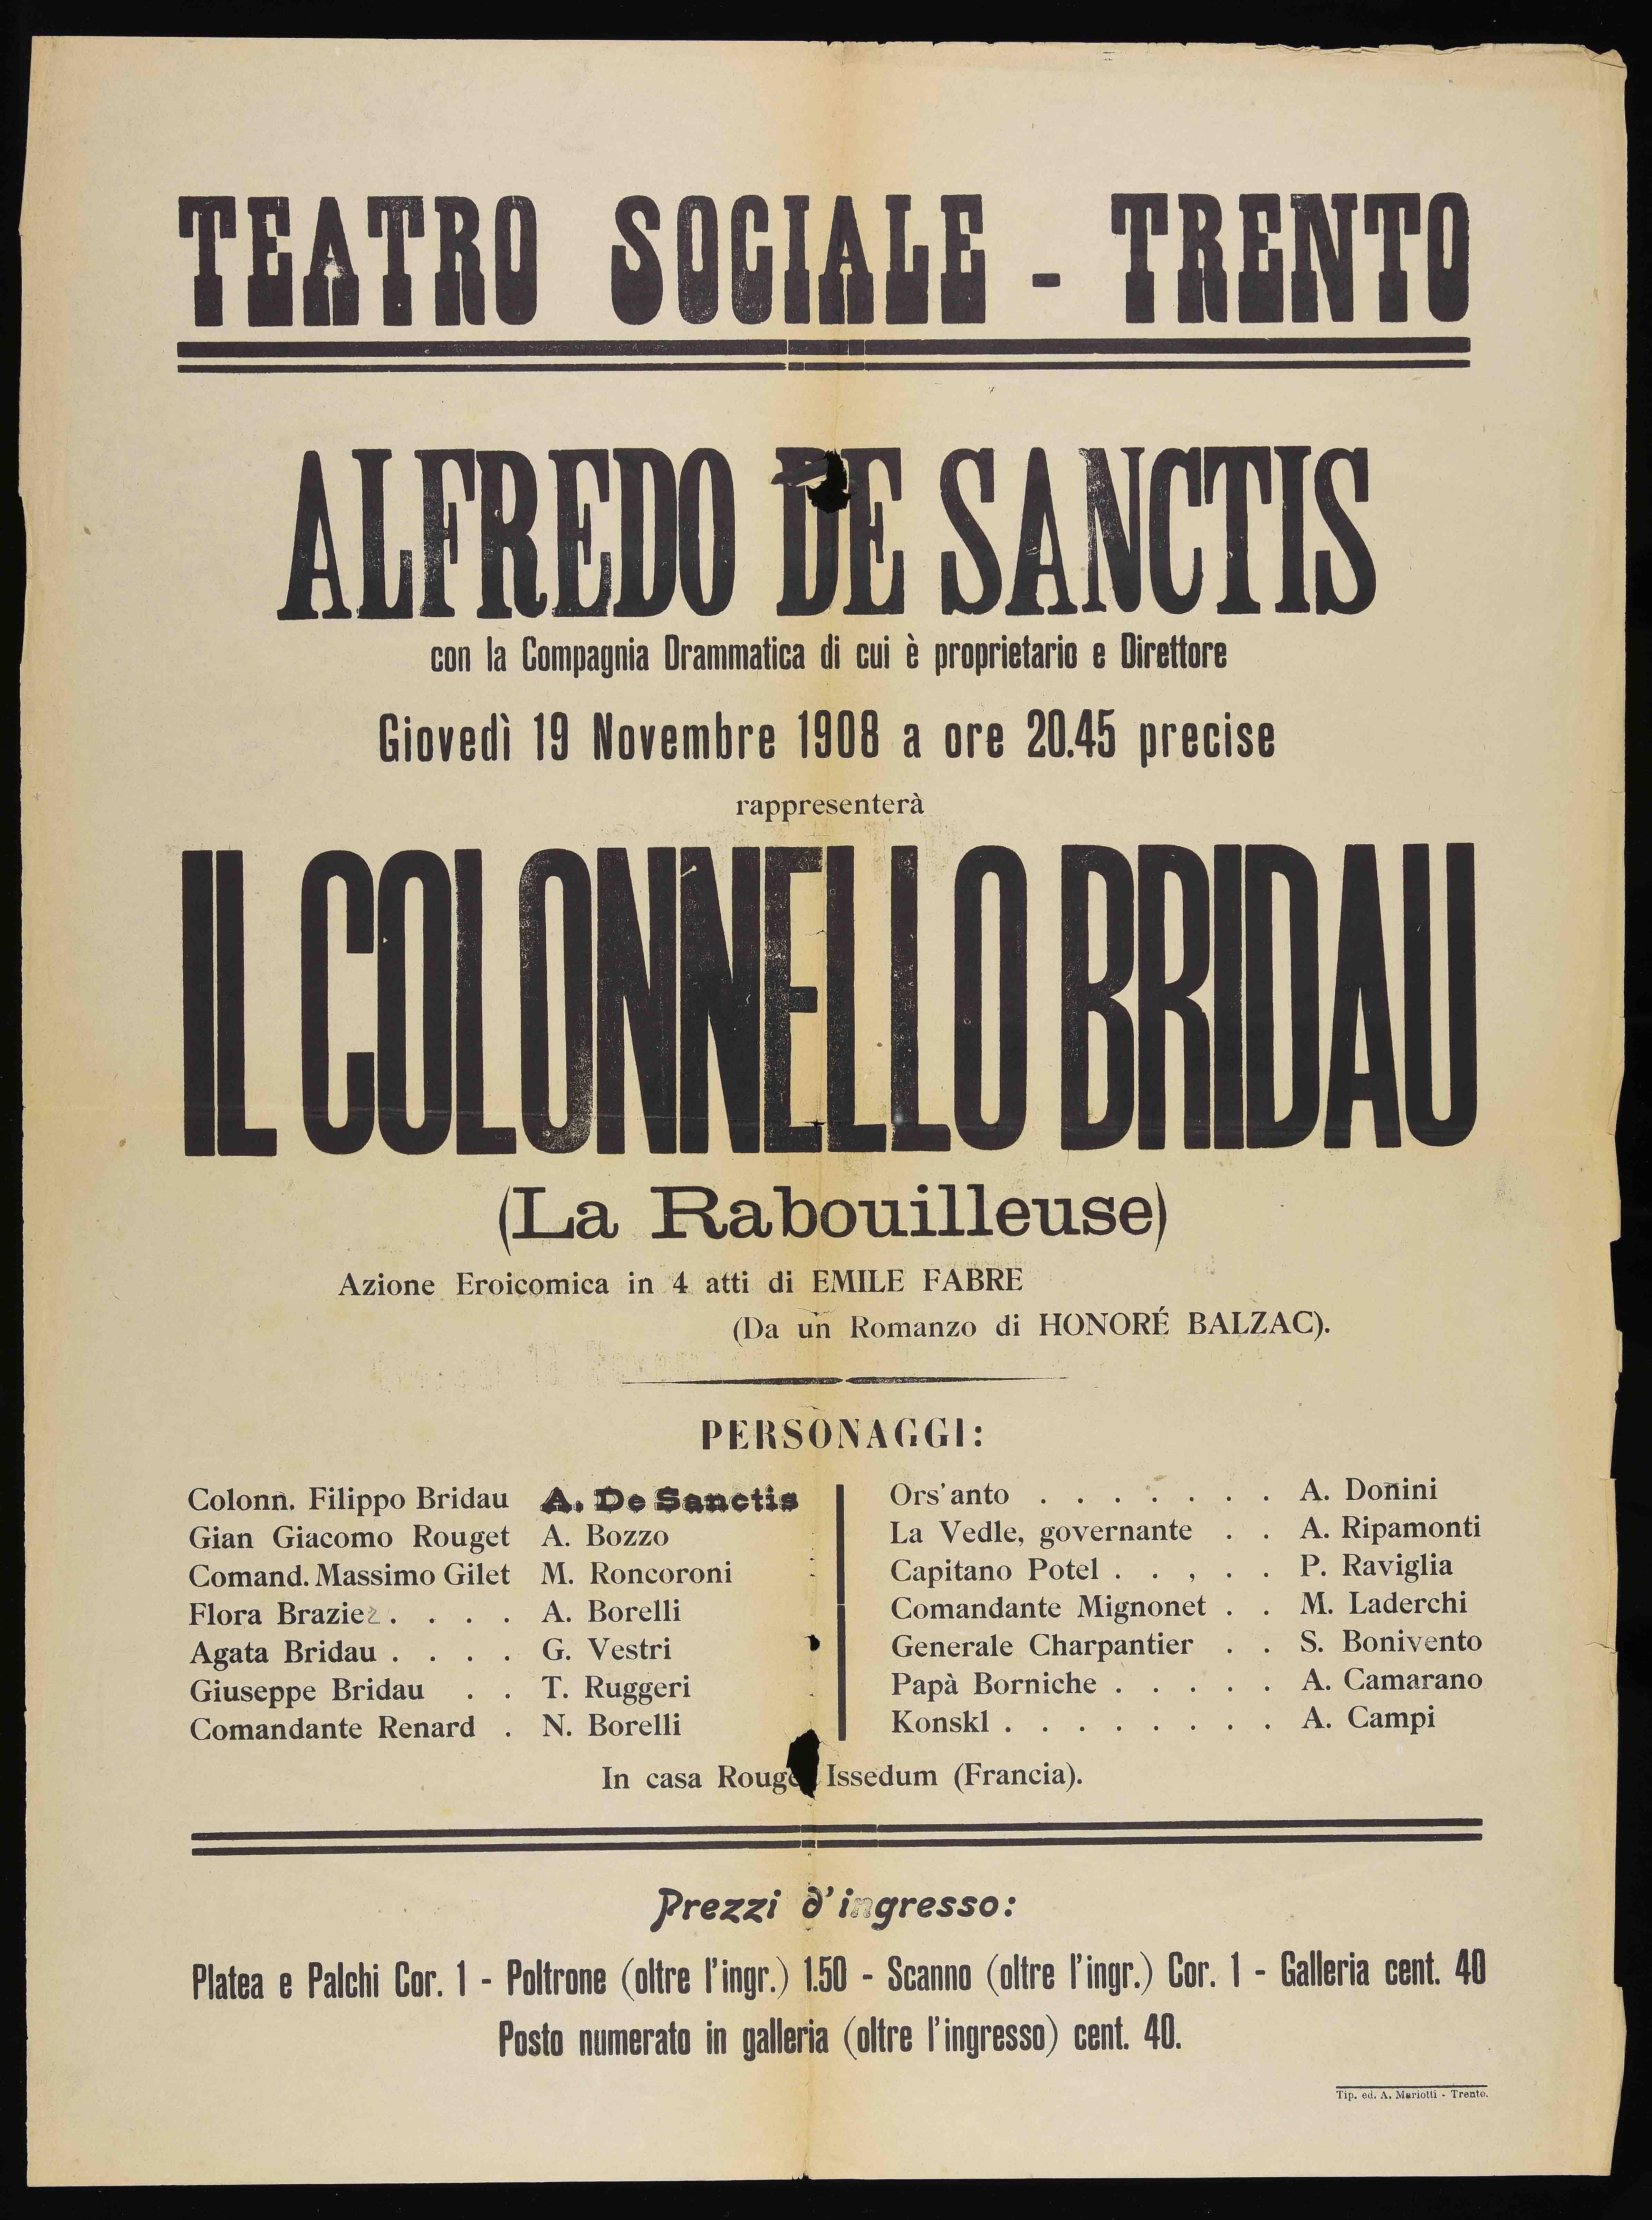 TEATRO SOCIALE - TRENTO
ALFREDO DE SANCTIS
con la Compagnia Drammatica di cui è proprietario e Direttore
Giovedì 19 Novembre 1908 a ore 20.45 precise
rappresenterà
IL COLONNELLO BRIDAU
(La Rabouilleuse)
Azione Eroicomica in 4 atti di EMILE FABRE
(Da un Romanzo di HONORÉ BALZAC).
PERSONAGGI:
Colonn. Filippo Bridau A. De Sanctis
Gian Giacomo Rouget A. Bozzo
Comand. Massimo Gilet M. Roncoroni
Flora Braziez . . . . A. Borelli
Agata Bridau . . . . G. Vestri
Giuseppe Bridau . . T. Ruggeri
Comandante Renard . N. Borelli
Ors'anto . . . . . . . A. Donini
La Vedle, governante . . A. Ripamonti
Capitano Potel . . , . . P. Raviglia
Comandante Mignonet . . M. Laderchi
Generale Charpantier . . S. Bonivento
Papà Borniche . . . . . A. Camarano
Konskl . . . . . . . . A. Campi
In casa Issedum (Francia).
Prezzi d'ingresso:
Platea e Palchi Cor. 1 - Poltrone (oltre l'ingr.) 1.50 - Scanno (oltre l'ingr.) Cor. 1 - Galleria cent. 40
Posto numerato in galleria (oltre l'ingresso) cent. 40.
Tip. ed. A. Mariotti - Trento.